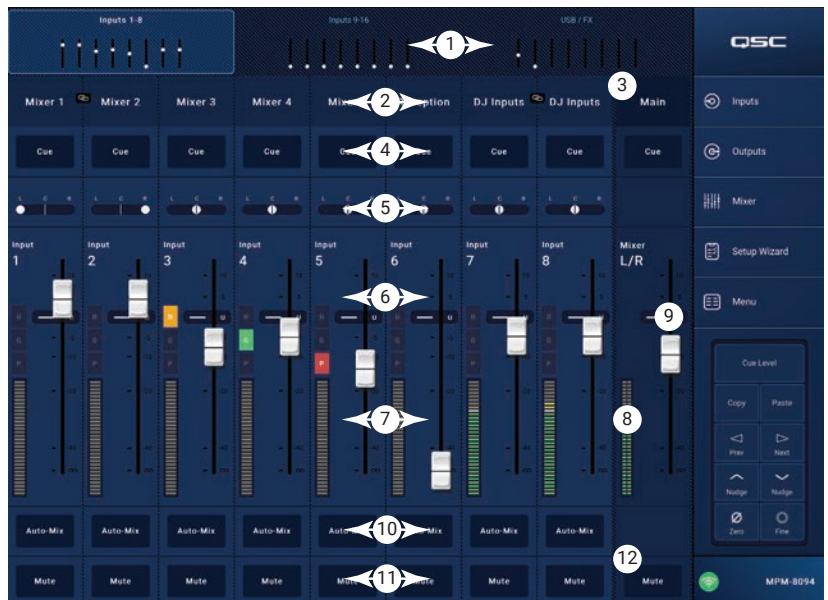 Inputs 1-8 Inputs 9-16 USB / FX
1
QSC
3
Mixer 1 Mixer 2 Mixer 3 Mixer 4 2 DJ Inputs DJ Inputs Main
Inputs
Cue Cue Cue Cue 4 Cue Cue Cue
Outputs
L C R L C R L C R L C R L C R L C R L C R
5
Mixer
Input Input Input Input Input Input Input Input Mixer
1 2 3 4 5 6 7 8 L/R
Setup Wizard
6
Menu
9
B
G
P
Cue Level
Copy Paste
7
8
Prev Next
Nudge Nudge
Zero Fine
Auto-Mix Auto-Mix Auto-Mix Auto-Mix 10 Auto-Mix Auto-Mix
12
Mute Mute Mute Mute 11 Mute Mute Mute
MPM-8094